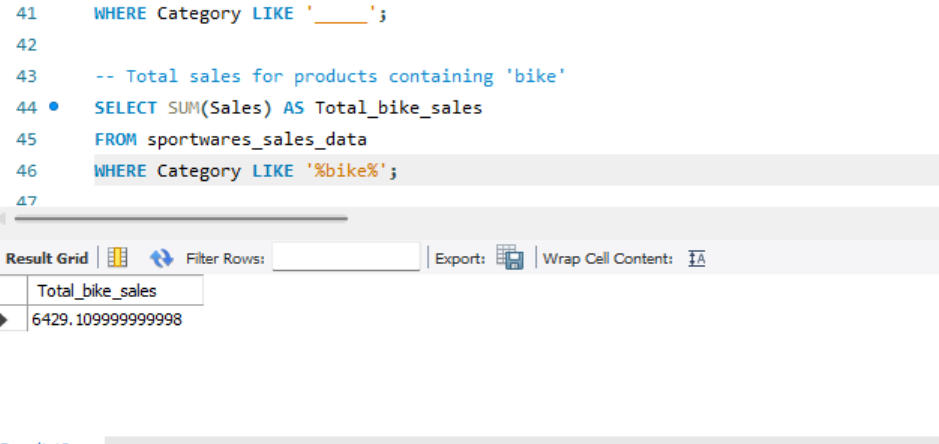 41 WHERE Category LIKE '_____';
42
43 -- Total sales for products containing 'bike'
44 SELECT SUM(Sales) AS Total_bike_sales
45 FROM sportwares_sales_data
46 WHERE Category LIKE '%bike%';
47
Result Grid Filter Rows: Export: Wrap Cell Content: IA
Total_bike_sales
6429.109999999998